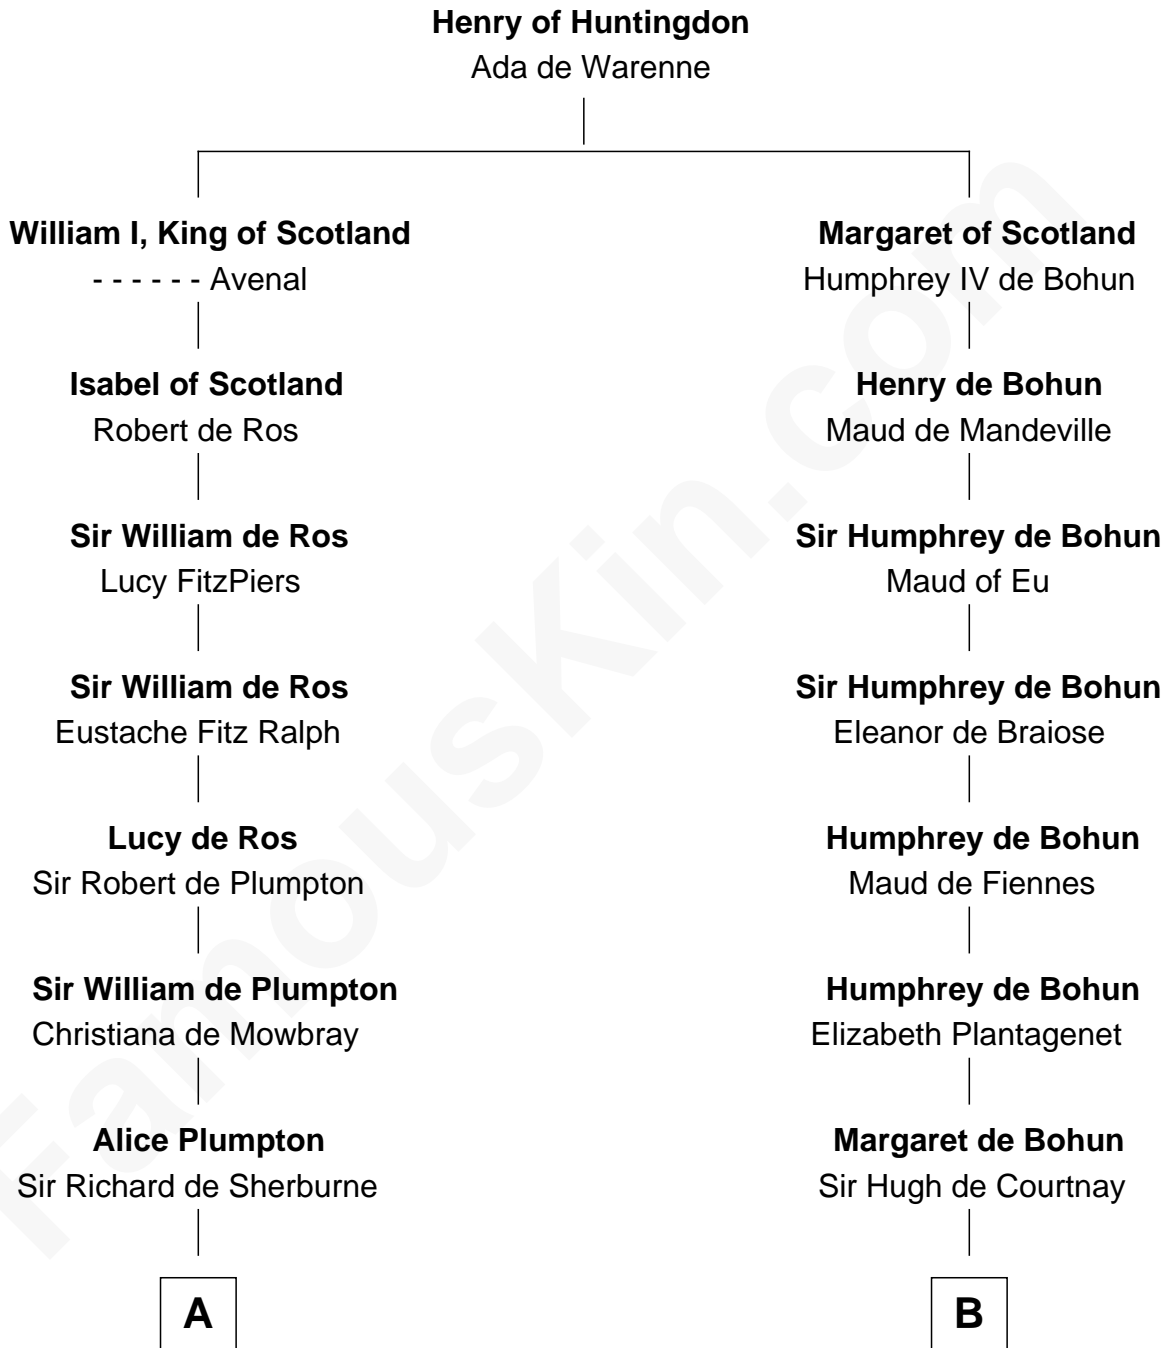 Henry of Huntingdon
Ada de Warenne
William I, King of Scotland
- - - - - - Avenal
Isabel of Scotland
Robert de Ros
Sir William de Ros
Lucy FitzPiers
Sir William de Ros
Eustache Fitz Ralph
Lucy de Ros
Sir Robert de Plumpton
Sir William de Plumpton
Christiana de Mowbray
Alice Plumpton
Sir Richard de Sherburne
A
Margaret of Scotland
Humphrey IV de Bohun
Henry de Bohun
Maud de Mandeville
Sir Humphrey de Bohun
Maud of Eu
Sir Humphrey de Bohun
Eleanor de Braiose
Humphrey de Bohun
Maud de Fiennes
Humphrey de Bohun
Elizabeth Plantagenet
Margaret de Bohun
Sir Hugh de Courtnay
B
FamousKin.com